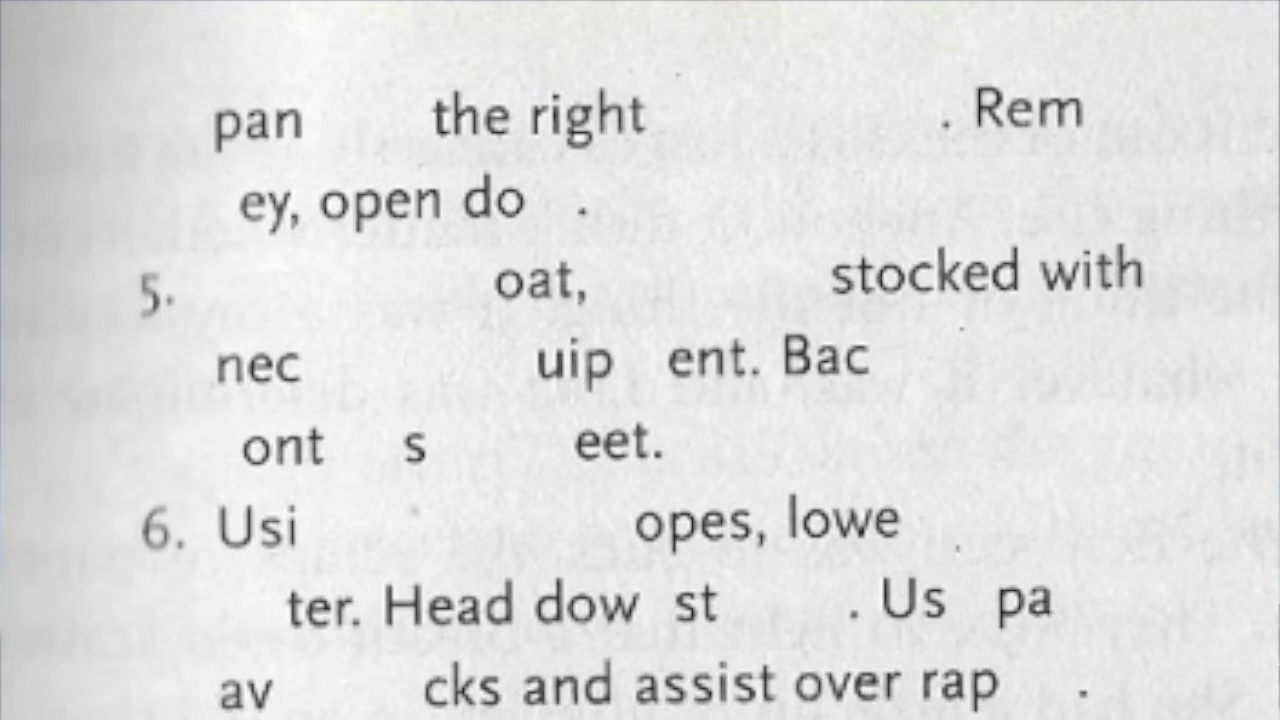 pan the right . Rem
ey, open do .
5. oat, stocked with
nec uip ent. Bac
ont s eet.
6. Usi opes, lowe
ter. Head dow st . Us pa
av cks and assist over rap .